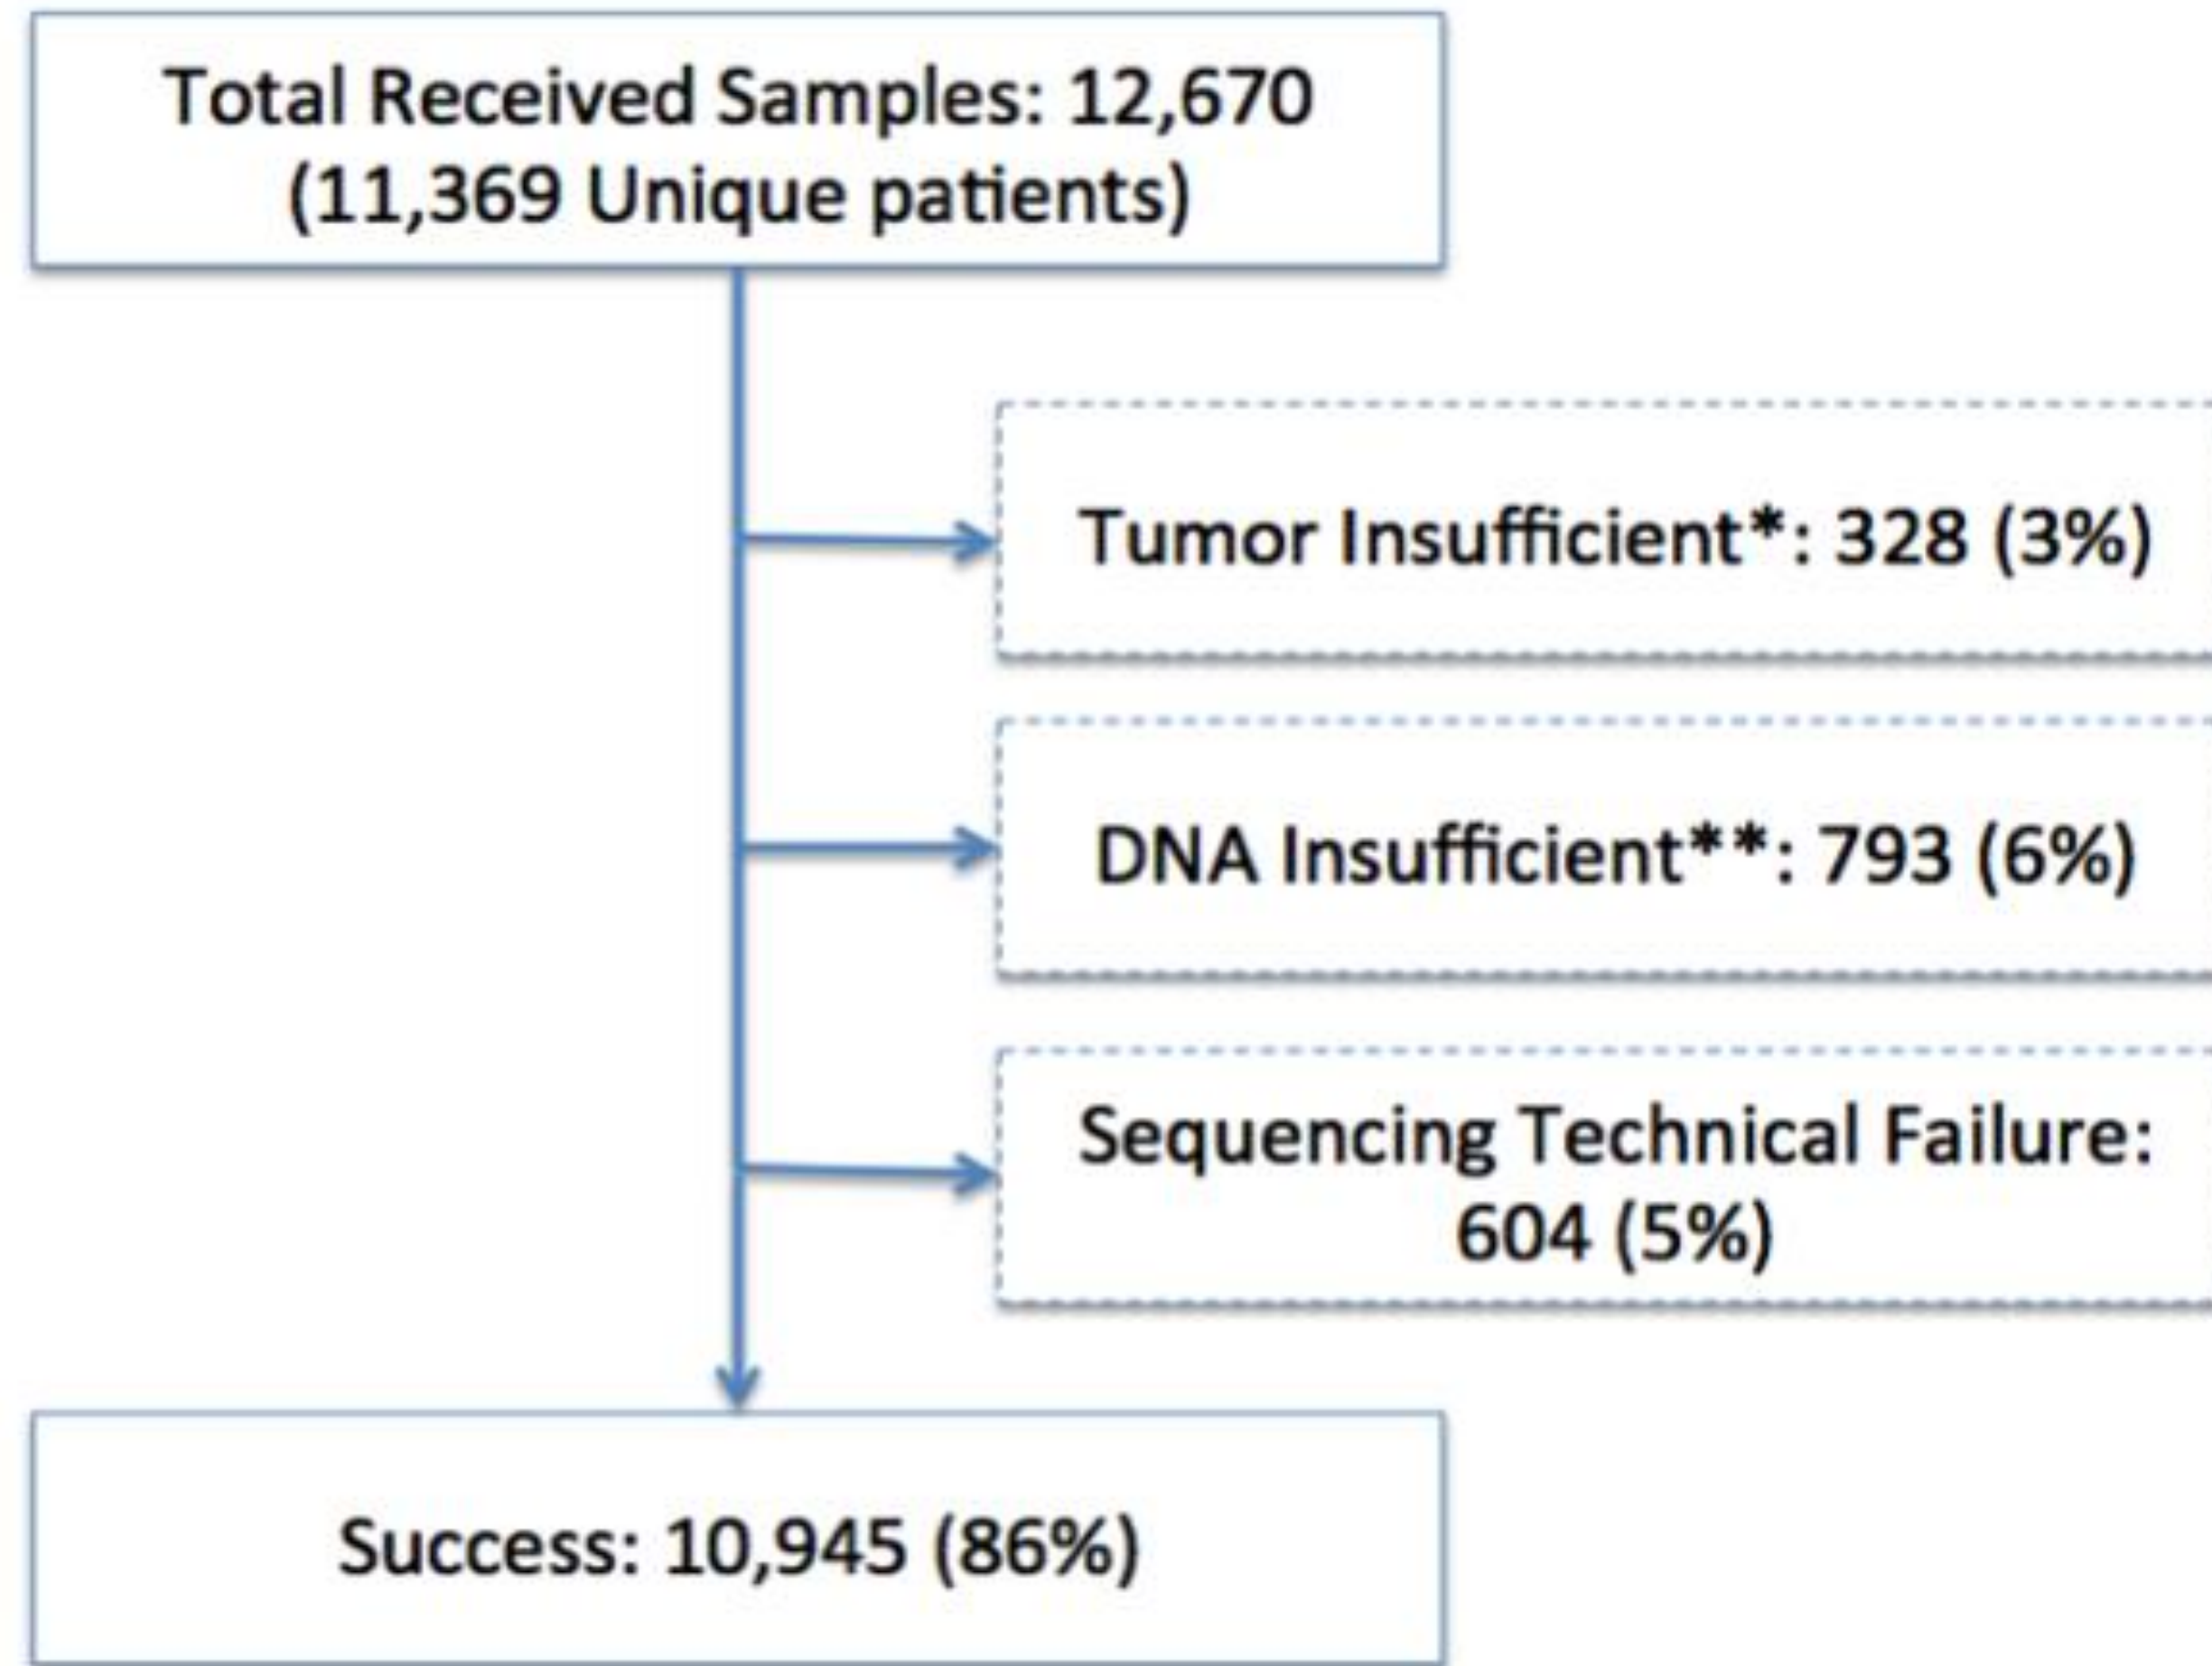 Total Received Samples: 12,670
(11,369 Unique patients)
Tumor Insufficient*: 328 (3%)
DNA Insufficient**: 793 (6%)
Sequencing Technical Failure:
604 (5%)
Success: 10,945 (86%)